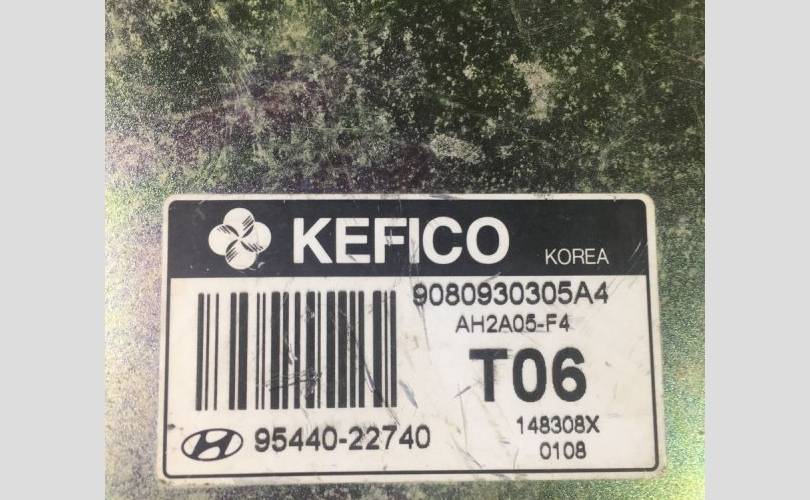 KEFICO KOREA
9080930305A4
AH2A05-F4
T06
95440-22740
148308X
0108